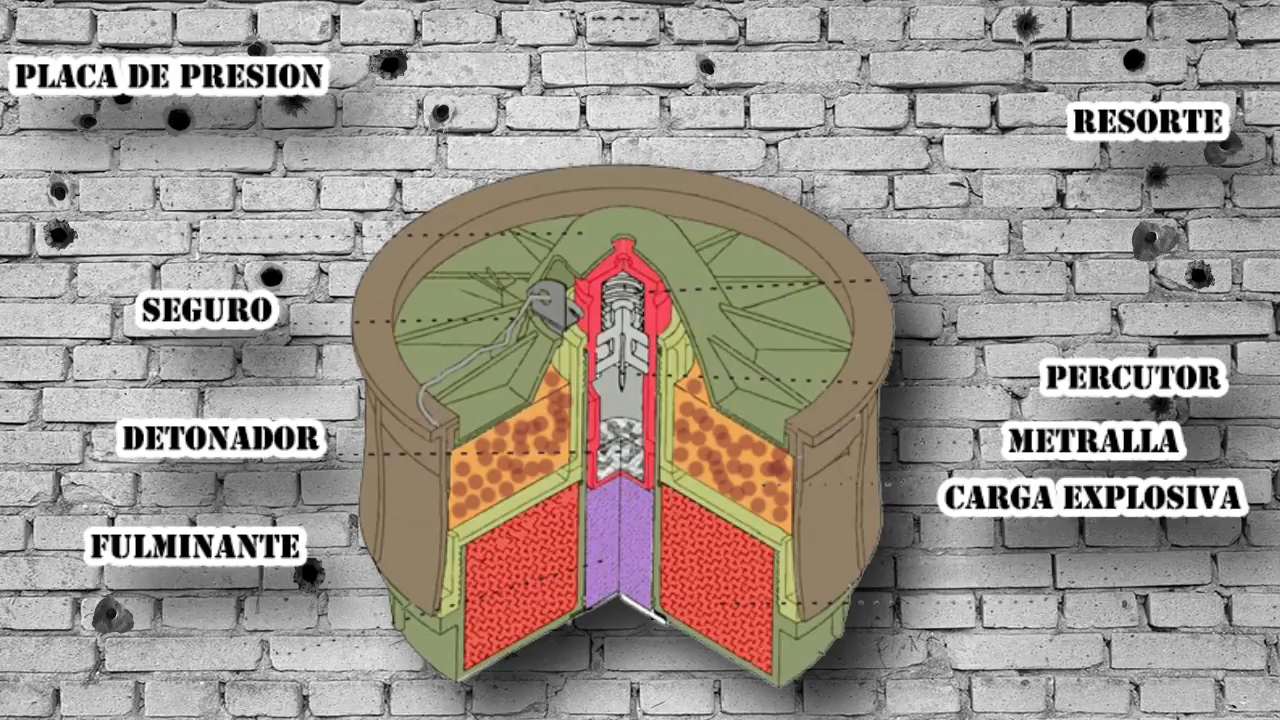 PLACA DE PRESION
RESORTE
SEGURO
PERCUTOR
DETONADOR
METRALLA
CARGA EXPLOSIVA
FULMINANTE